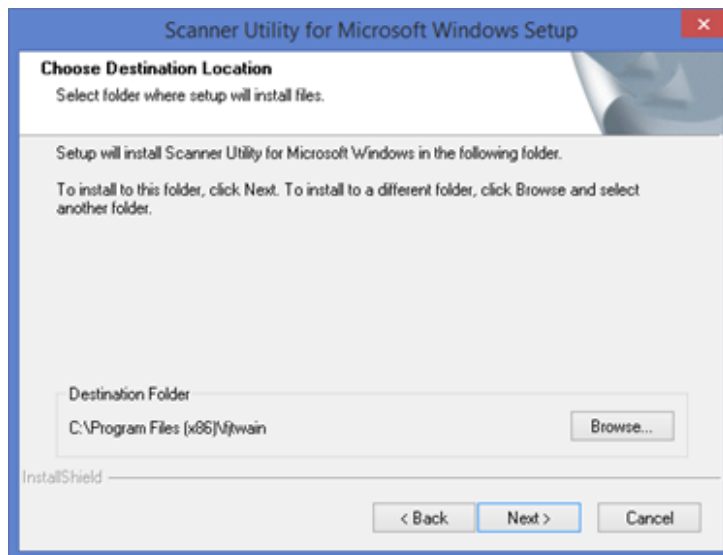 Scanner Utility for Microsoft Windows Setup
Choose Destination Location
Select folder where setup will install files.
Setup will install Scanner Utility for Microsoft Windows in the following folder.
To install to this folder, click Next. To install to a different folder, click Browse and select
another folder.
Destination Folder
C:\Program Files (x86)\fjtwain
Browse...
InstallShield
< Back
Next >
Cancel